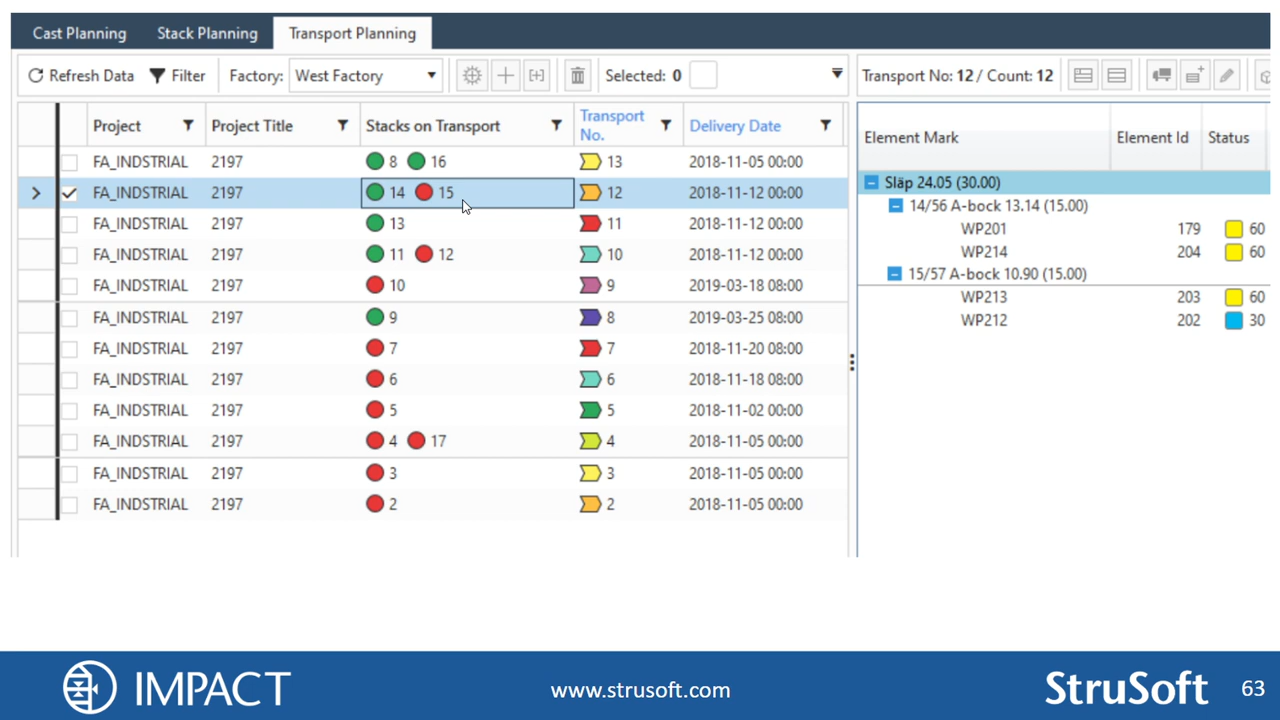 Cast Planning Stack Planning Transport Planning
Refresh Data Filter Factory: West Factory Selected: 0 Transport No: 12 / Count: 12
Project Project Title Stacks on Transport Transport No. Delivery Date
FA_INDSTRIAL 2197 8 16 13 2018-11-05 00:00
FA_INDSTRIAL 2197 14 15 12 2018-11-12 00:00
FA_INDSTRIAL 2197 13 11 2018-11-12 00:00
FA_INDSTRIAL 2197 11 12 10 2018-11-12 00:00
FA_INDSTRIAL 2197 10 9 2019-03-18 08:00
FA_INDSTRIAL 2197 9 8 2019-03-25 08:00
FA_INDSTRIAL 2197 7 7 2018-11-20 08:00
FA_INDSTRIAL 2197 6 6 2018-11-18 08:00
FA_INDSTRIAL 2197 5 5 2018-11-02 00:00
FA_INDSTRIAL 2197 4 17 4 2018-11-05 00:00
FA_INDSTRIAL 2197 3 3 2018-11-05 00:00
FA_INDSTRIAL 2197 2 2 2018-11-05 00:00
Element Mark Element Id Status
Släp 24.05 (30.00)
14/56 A-bock 13.14 (15.00)
WP201 179 60
WP214 204 60
15/57 A-bock 10.90 (15.00)
WP213 203 60
WP212 202 30
IMPACT www.strusoft.com StruSoft 63